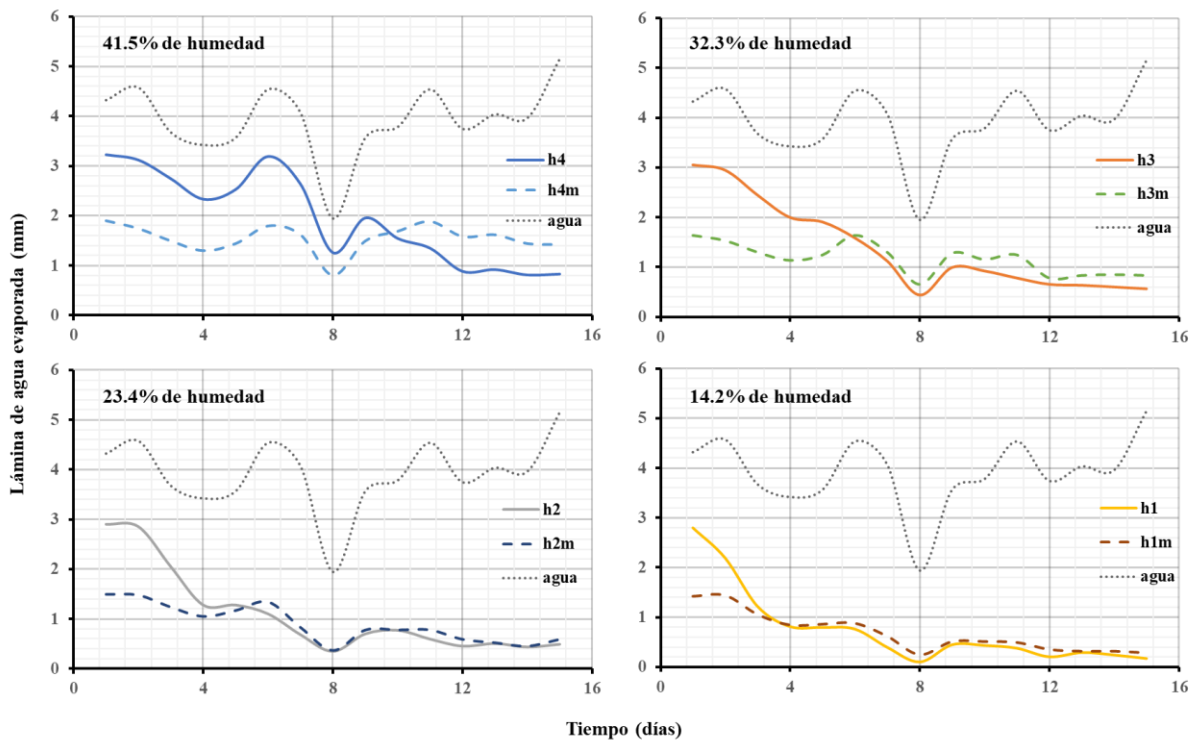 Lámina de agua evaporada (mm)
41.5% de humedad
6
5
4
3
2
1
0
0
4
8
12
16
h4
h4m
agua
32.3% de humedad
6
5
4
3
2
1
0
0
4
8
12
16
h3
h3m
agua
23.4% de humedad
6
5
4
3
2
1
0
0
4
8
12
16
h2
h2m
agua
14.2% de humedad
6
5
4
3
2
1
0
0
4
8
12
16
h1
h1m
agua
Tiempo (días)